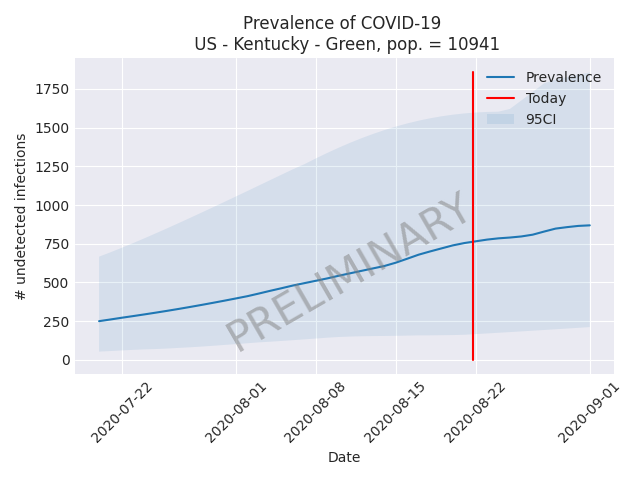 Prevalence of COVID-19
US - Kentucky - Green, pop. = 10941
Prevalence
Today
95CI
1750
1500
1250
1000
750
500
250
0
# undetected infections
PRELIMINARY
2020-07-22
2020-08-01
2020-08-08
2020-08-15
2020-08-22
2020-09-01
Date